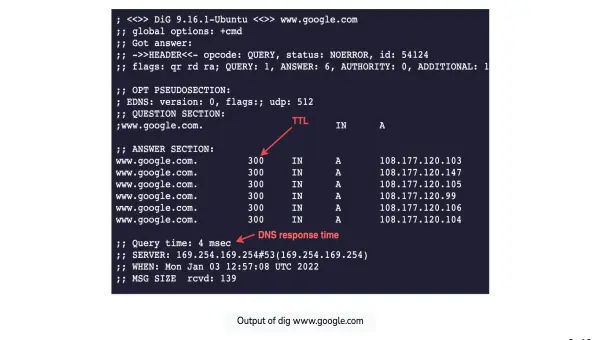 ; <<>> DiG 9.16.1-Ubuntu <<>> www.google.com
;; global options: +cmd
;; Got answer:
;; ->>HEADER<<- opcode: QUERY, status: NOERROR, id: 54124
;; flags: qr rd ra; QUERY: 1, ANSWER: 6, AUTHORITY: 0, ADDITIONAL: 1
;; OPT PSEUDOSECTION:
; EDNS: version: 0, flags:; udp: 512
;; QUESTION SECTION:
TTL
;www.google.com. IN A
;; ANSWER SECTION:
www.google.com. 300 IN A 108.177.120.103
www.google.com. 300 IN A 108.177.120.147
www.google.com. 300 IN A 108.177.120.105
www.google.com. 300 IN A 108.177.120.99
www.google.com. 300 IN A 108.177.120.106
www.google.com. 300 IN A 108.177.120.104
DNS response time
;; Query time: 4 msec
;; SERVER: 169.254.169.254#53(169.254.169.254)
;; WHEN: Mon Jan 03 12:57:08 UTC 2022
;; MSG SIZE rcvd: 139
Output of dig www.google.com